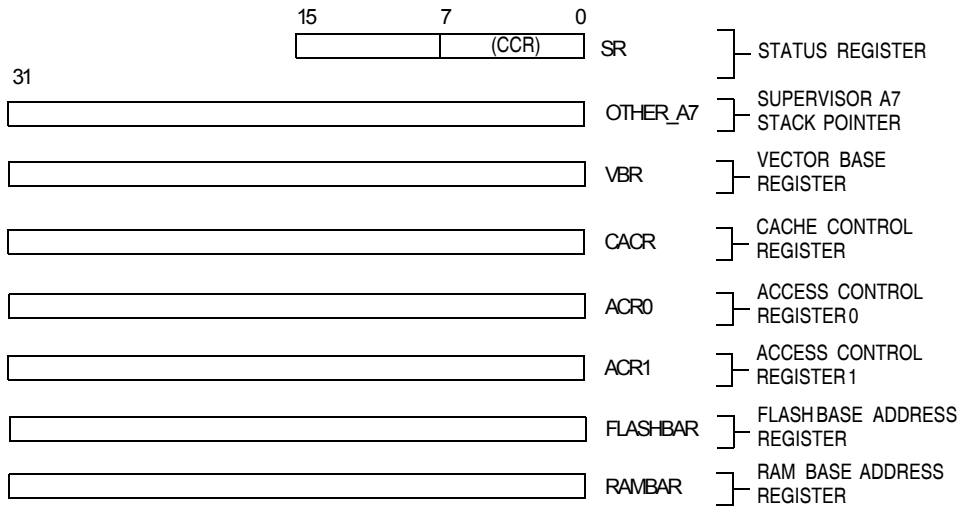 15 7 0
(CCR) SR STATUS REGISTER
31
OTHER_A7 SUPERVISOR A7
STACK POINTER
VBR VECTOR BASE
REGISTER
CACR CACHE CONTROL
REGISTER
ACR0 ACCESS CONTROL
REGISTER 0
ACR1 ACCESS CONTROL
REGISTER 1
FLASHBAR FLASH BASE ADDRESS
REGISTER
RAMBAR RAM BASE ADDRESS
REGISTER